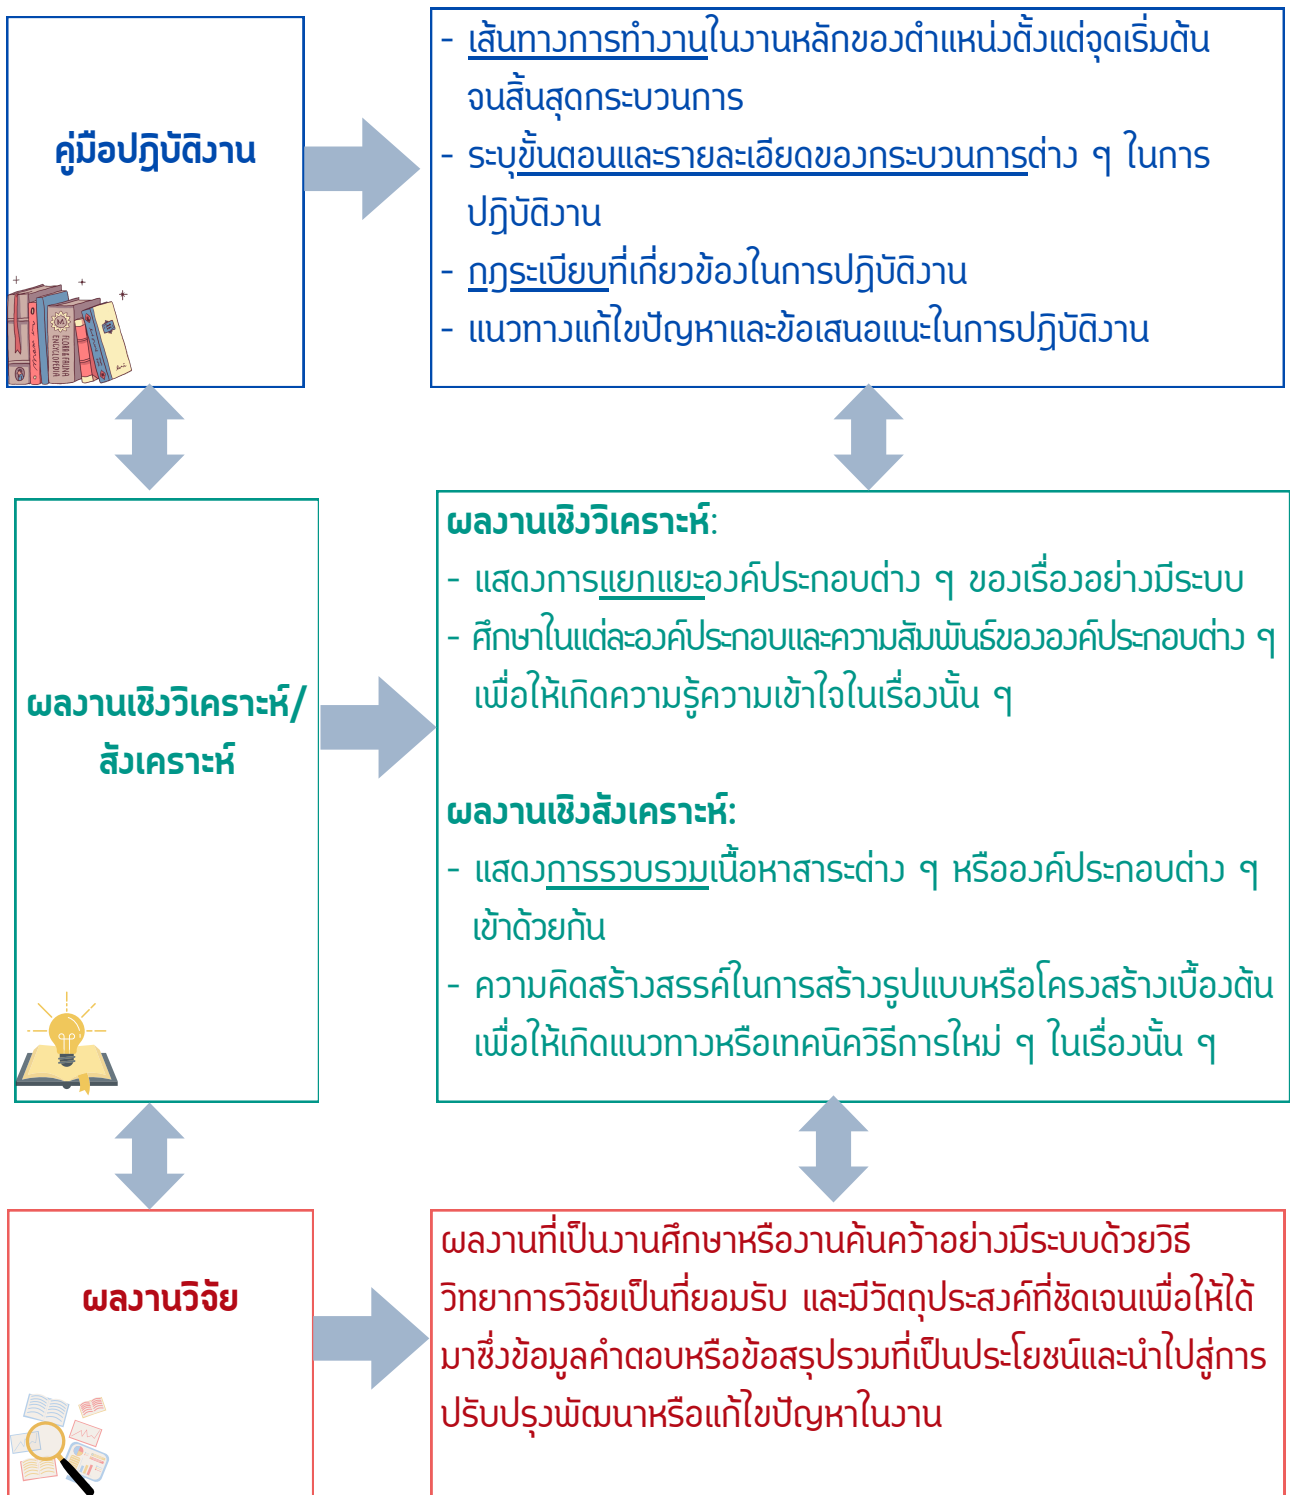 คู่มือปฏิบัติงาน
- เส้นทางการทำงานในงานหลักของตำแหน่งตั้งแต่จุดเริ่มต้น
จนสิ้นสุดกระบวนการ
- ระบุขั้นตอนและรายละเอียดของกระบวนการต่าง ๆ ในการ
ปฏิบัติงาน
- กฎระเบียบที่เกี่ยวข้องในการปฏิบัติงาน
- แนวทางแก้ไขปัญหาและข้อเสนอแนะในการปฏิบัติงาน
FLORA & FAUNA
ENCYCLOPEDIA
ผลงานเชิงวิเคราะห์/
สังเคราะห์
ผลงานเชิงวิเคราะห์:
- แสดงการแยกแยะองค์ประกอบต่าง ๆ ของเรื่องอย่างมีระบบ
- ศึกษาในแต่ละองค์ประกอบและความสัมพันธ์ขององค์ประกอบต่าง ๆ
เพื่อให้เกิดความรู้ความเข้าใจในเรื่องนั้น ๆ
ผลงานเชิงสังเคราะห์:
- แสดงการรวบรวมเนื้อหาสาระต่าง ๆ หรือองค์ประกอบต่าง ๆ
เข้าด้วยกัน
- ความคิดสร้างสรรค์ในการสร้างรูปแบบหรือโครงสร้างเบื้องต้น
เพื่อให้เกิดแนวทางหรือเทคนิควิธีการใหม่ ๆ ในเรื่องนั้น ๆ
ผลงานวิจัย
ผลงานที่เป็นงานศึกษาหรืองานค้นคว้าอย่างมีระบบด้วยวิธี
วิทยาการวิจัยเป็นที่ยอมรับ และมีวัตถุประสงค์ที่ชัดเจนเพื่อให้ได้
มาซึ่งข้อมูลคำตอบหรือข้อสรุปรวมที่เป็นประโยชน์และนำไปสู่การ
ปรับปรุงพัฒนาหรือแก้ไขปัญหาในงาน